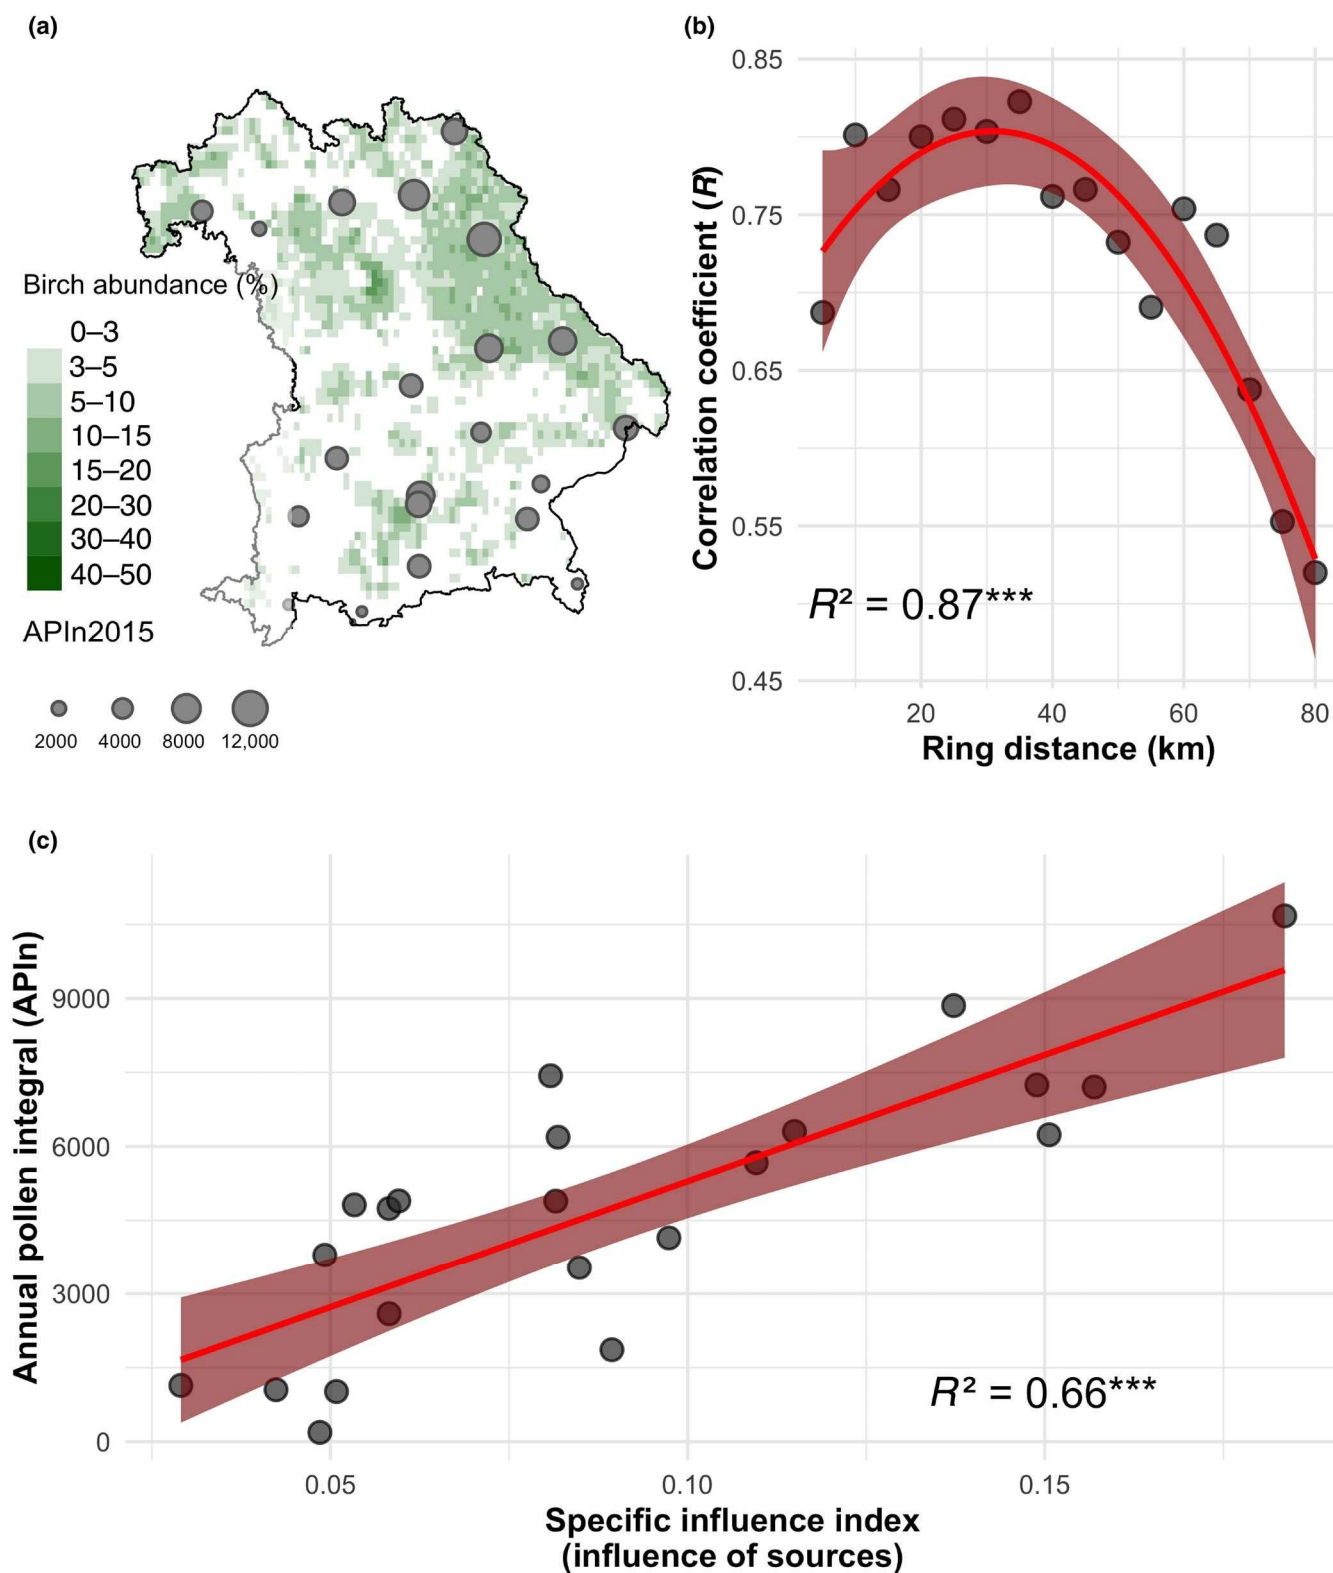 (a)
Birch abundance (%)
0–3
3–5
5–10
10–15
15–20
20–30
30–40
40–50
APIn2015
2000 4000 8000 12,000
(b)
Correlation coefficient (R)
0.85
0.75
0.65
0.55
0.45
R² = 0.87***
20 40 60 80
Ring distance (km)
(c)
Annual pollen integral (APIn)
9000
6000
3000
0
R² = 0.66***
0.05 0.10 0.15
Specific influence index
(influence of sources)